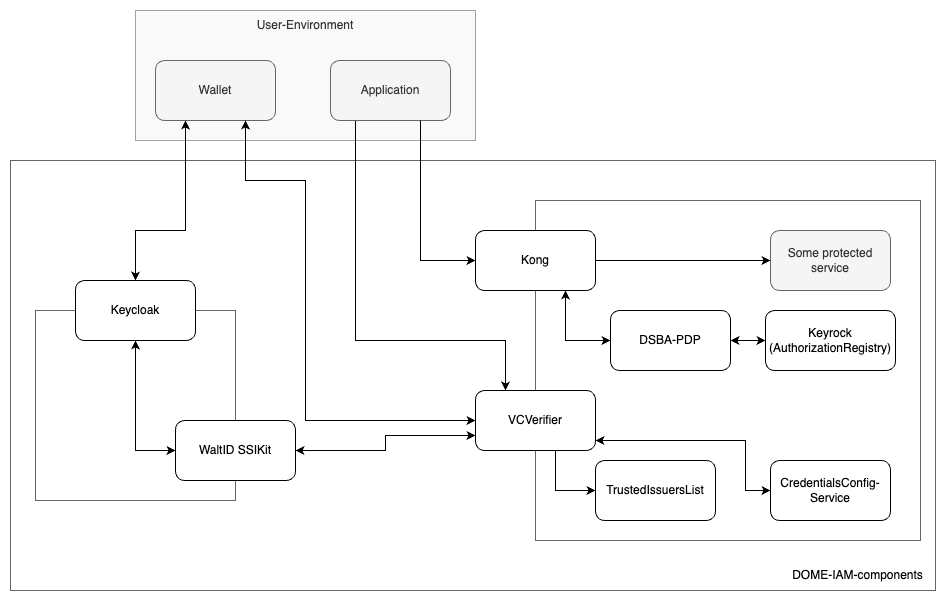 User-Environment
Wallet
Application
Kong
Some protected
service
Keycloak
DSBA-PDP
Keyrock
(AuthorizationRegistry)
VCVerifier
WaltID SSIKit
TrustedIssuersList
CredentialsConfig-
Service
DOME-IAM-components